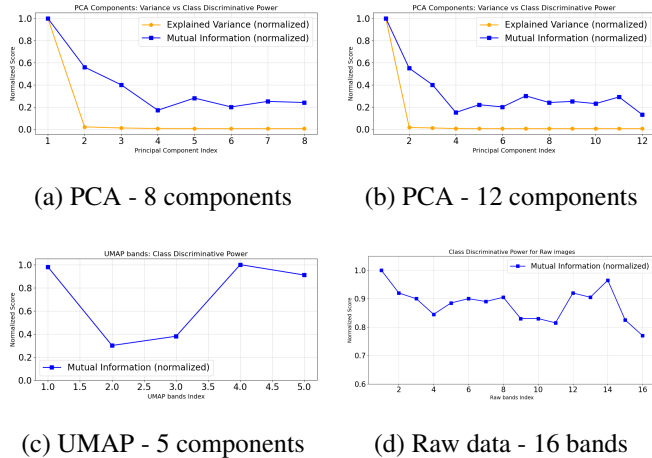 PCA Components: Variance vs Class Discriminative Power
Explained Variance (normalized)
Mutual Information (normalized)
Normalized Score
1.0
0.8
0.6
0.4
0.2
0.0
1 2 3 4 5 6 7 8
Principal Component Index
(a) PCA - 8 components
PCA Components: Variance vs Class Discriminative Power
Explained Variance (normalized)
Mutual Information (normalized)
Normalized Score
1.0
0.8
0.6
0.4
0.2
0.0
2 4 6 8 10 12
Principal Component Index
(b) PCA - 12 components
UMAP bands: Class Discriminative Power
Normalized Score
1.0
0.8
0.6
0.4
0.2
0.0
Mutual Information (normalized)
1.0 1.5 2.0 2.5 3.0 3.5 4.0 4.5 5.0
UMAP bands Index
(c) UMAP - 5 components
Class Discriminative Power for Raw images
Mutual Information (normalized)
Normalized Score
1.0
0.9
0.8
0.7
0.6
2 4 6 8 10 12 14 16
Raw bands Index
(d) Raw data - 16 bands